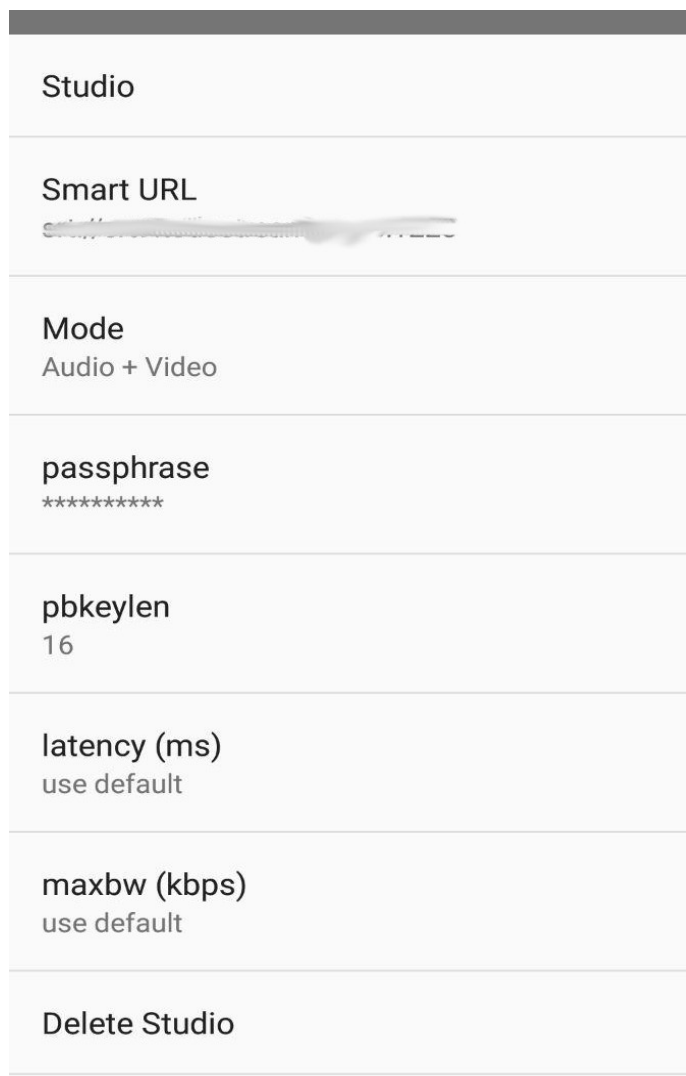 Studio
Smart URL
Mode
Audio + Video
passphrase
**********
pbkeylen
16
latency (ms)
use default
maxbw (kbps)
use default
Delete Studio